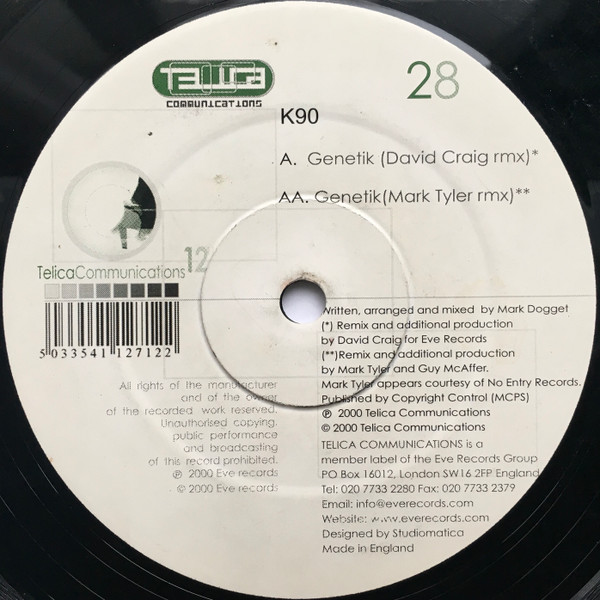 TELICA
COMMUNICATIONS
28
K90
A. Genetik (David Craig rmx)*
AA. Genetik(Mark Tyler rmx)**
TelicaCommunications 12
5 033541 127122
Written, arranged and mixed by Mark Dogget
(*) Remix and additional production
by David Craig for Eve Records
(**)Remix and additional production
by Mark Tyler and Guy McAffer.
Mark Tyler appears courtesy of No Entry Records.
Published by Copyright Control (MCPS)
℗ 2000 Telica Communications
© 2000 Telica Communications
All rights of the manufacturer
and of the owner
of the recorded work reserved.
Unauthorised copying,
public performance
and broadcasting
of this record prohibited.
℗ 2000 Eve records
© 2000 Eve records
TELICA COMMUNICATIONS is a
member label of the Eve Records Group
PO Box 16012, London SW16 2FP England
Tel: 020 7733 2280 Fax: 020 7733 2379
Email: info@everecords.com
Website: www.everecords.com
Designed by Studiomatica
Made in England